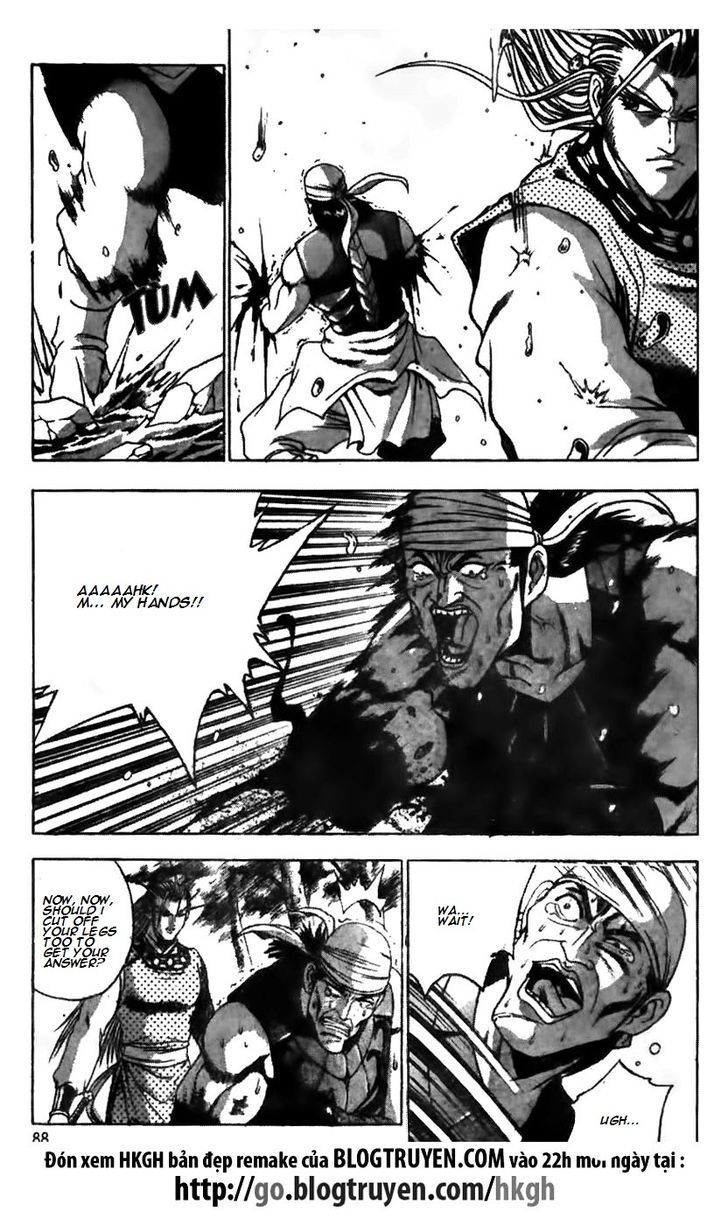 TUM
AAAAAHK!
M... MY HANDS!!
NOW, NOW,
SHOULD I
CUT OFF
YOUR LEGS
TOO TO
GET YOUR
ANSWER?
WA...
WAIT!
UGH...
88
Đón xem HKGH bản đẹp remake của BLOGTRUYEN.COM vào 22h mỗi ngày tại :
http://go.blogtruyen.com/hkgh